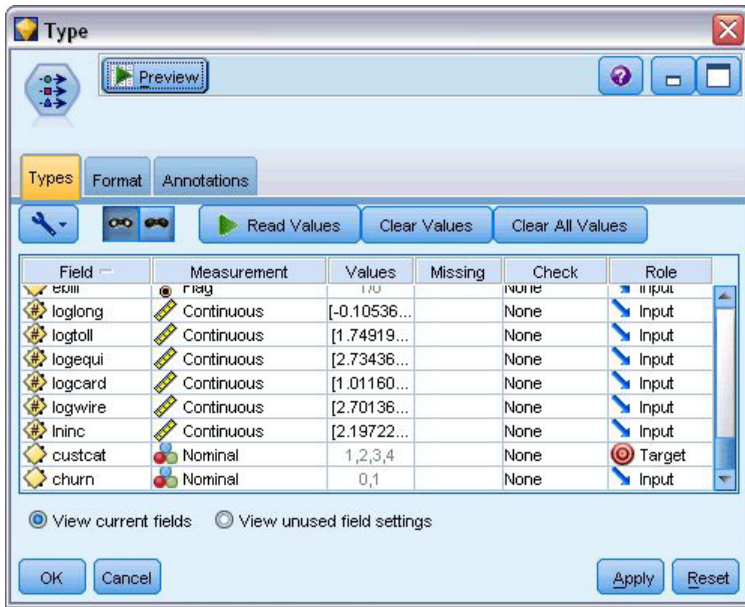 Type
Preview
Types Format Annotations
Read Values Clear Values Clear All Values
Field Measurement Values Missing Check Role
ebill Flag 1/0 None Input
loglong Continuous [-0.10536... None Input
logtoll Continuous [1.74919... None Input
logequi Continuous [2.73436... None Input
logcard Continuous [1.01160... None Input
logwire Continuous [2.70136... None Input
lninc Continuous [2.19722... None Input
custcat Nominal 1,2,3,4 None Target
churn Nominal 0,1 None Input
View current fields View unused field settings
OK Cancel Apply Reset